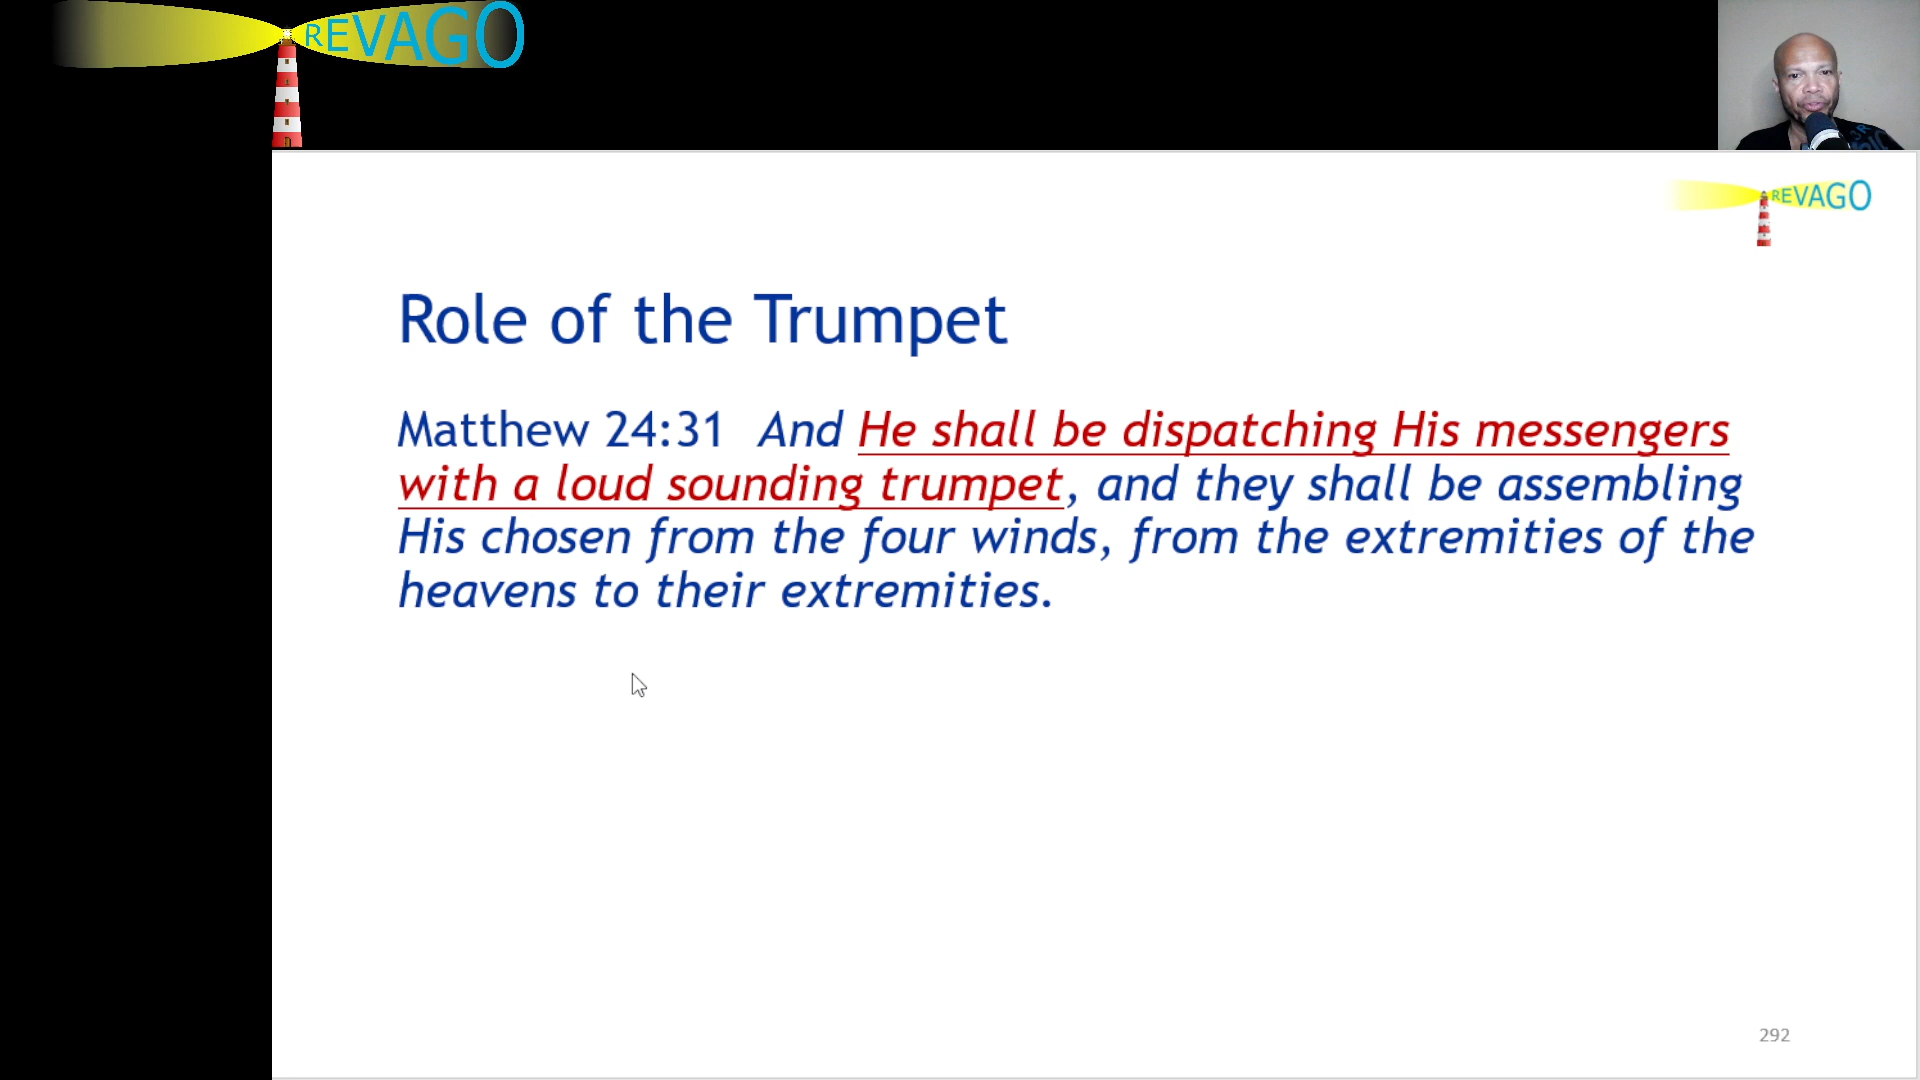 REVAGO
REVAGO
Role of the Trumpet
Matthew 24:31 And He shall be dispatching His messengers
with a loud sounding trumpet, and they shall be assembling
His chosen from the four winds, from the extremities of the
heavens to their extremities.
292